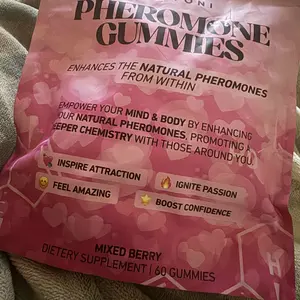 PHEROMONE
GUMMIES
ENHANCES THE NATURAL PHEROMONES
FROM WITHIN
EMPOWER YOUR MIND & BODY BY ENHANCING
YOUR NATURAL PHEROMONES, PROMOTING A
DEEPER CHEMISTRY WITH THOSE AROUND YOU.
INSPIRE ATTRACTION
IGNITE PASSION
FEEL AMAZING
BOOST CONFIDENCE
MIXED BERRY
DIETARY SUPPLEMENT | 60 GUMMIES